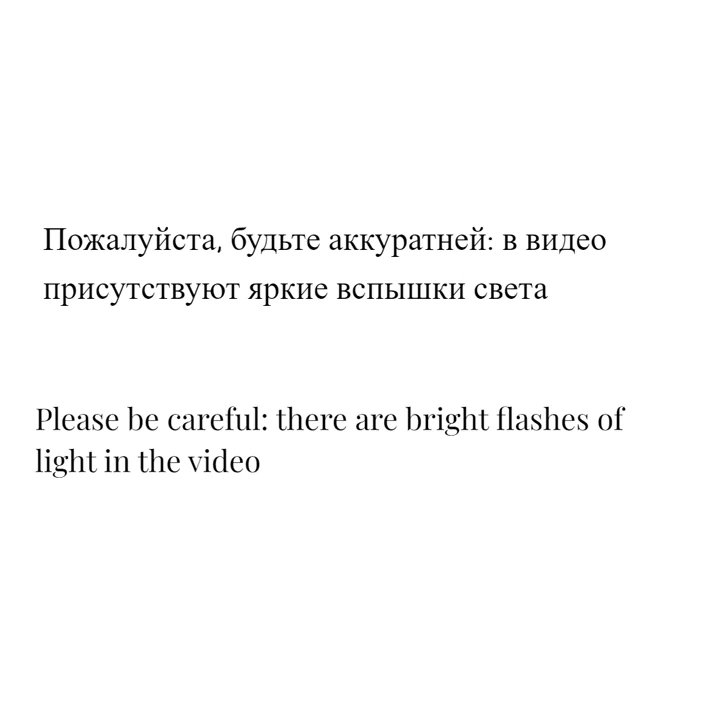 Пожалуйста, будьте аккуратней: в видео
присутствуют яркие вспышки света
Please be careful: there are bright flashes of
light in the video